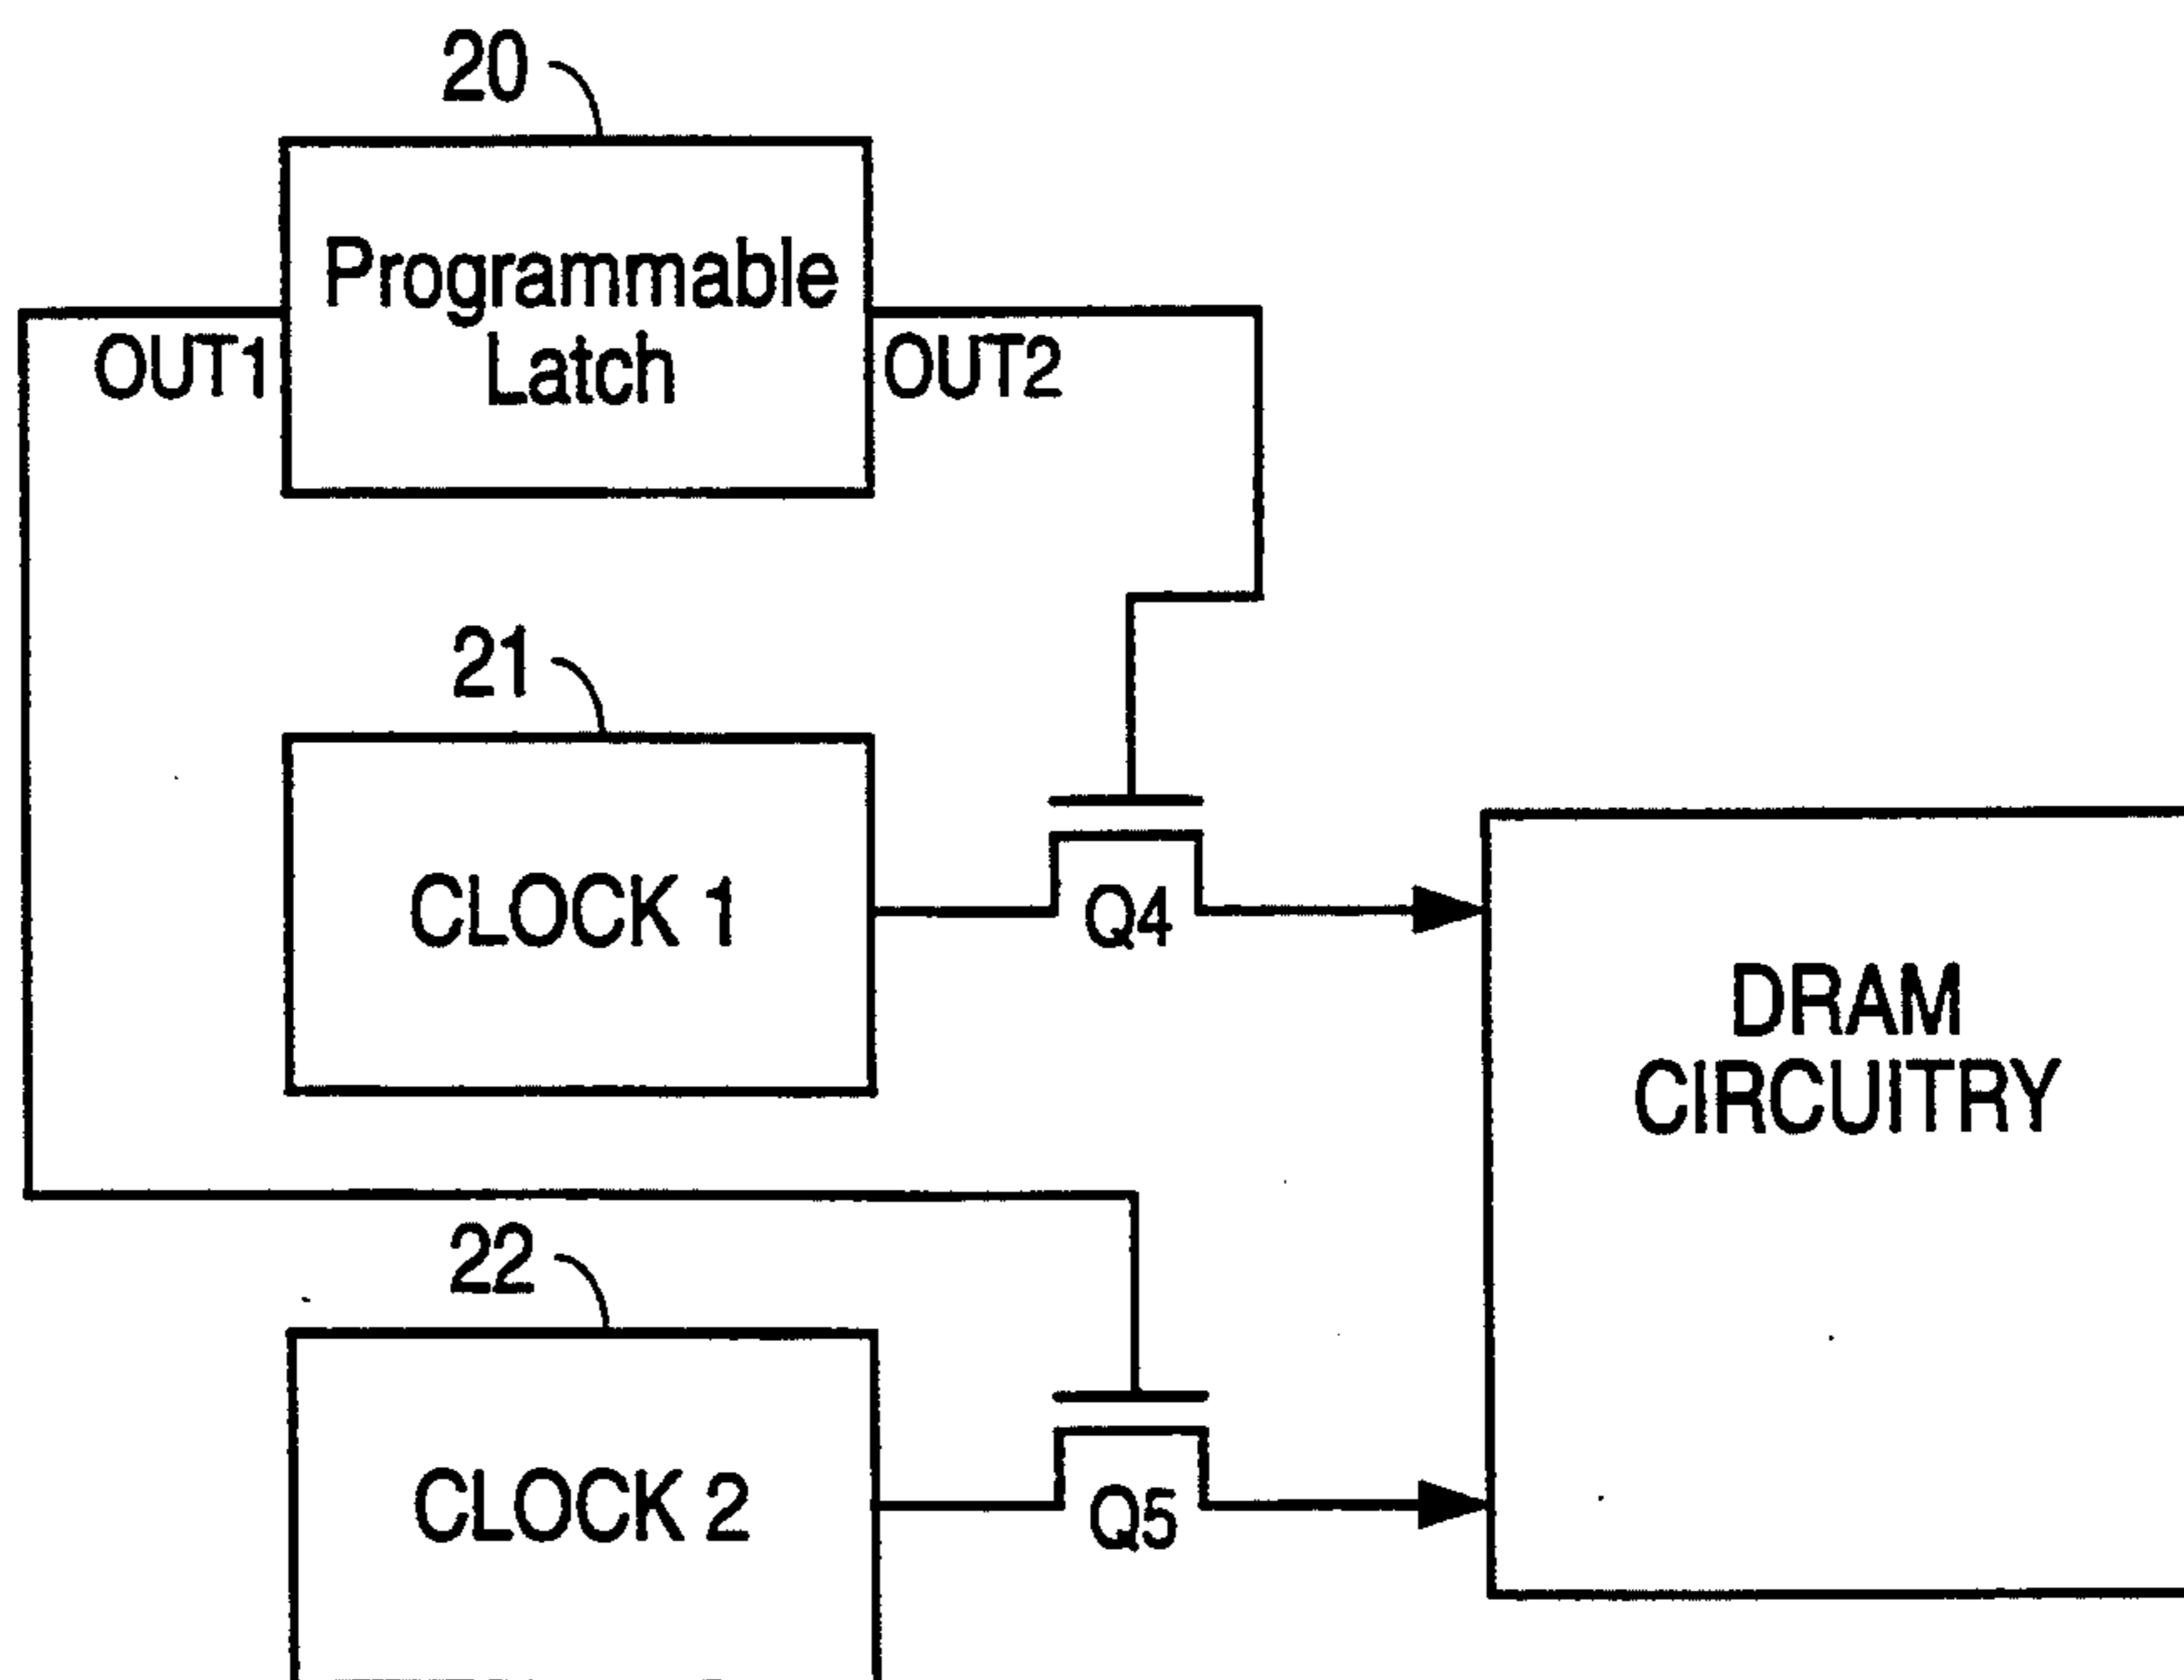 20
Programmable
Latch
OUT1
OUT2
21
CLOCK 1
Q4
DRAM
CIRCUITRY
22
CLOCK 2
Q5